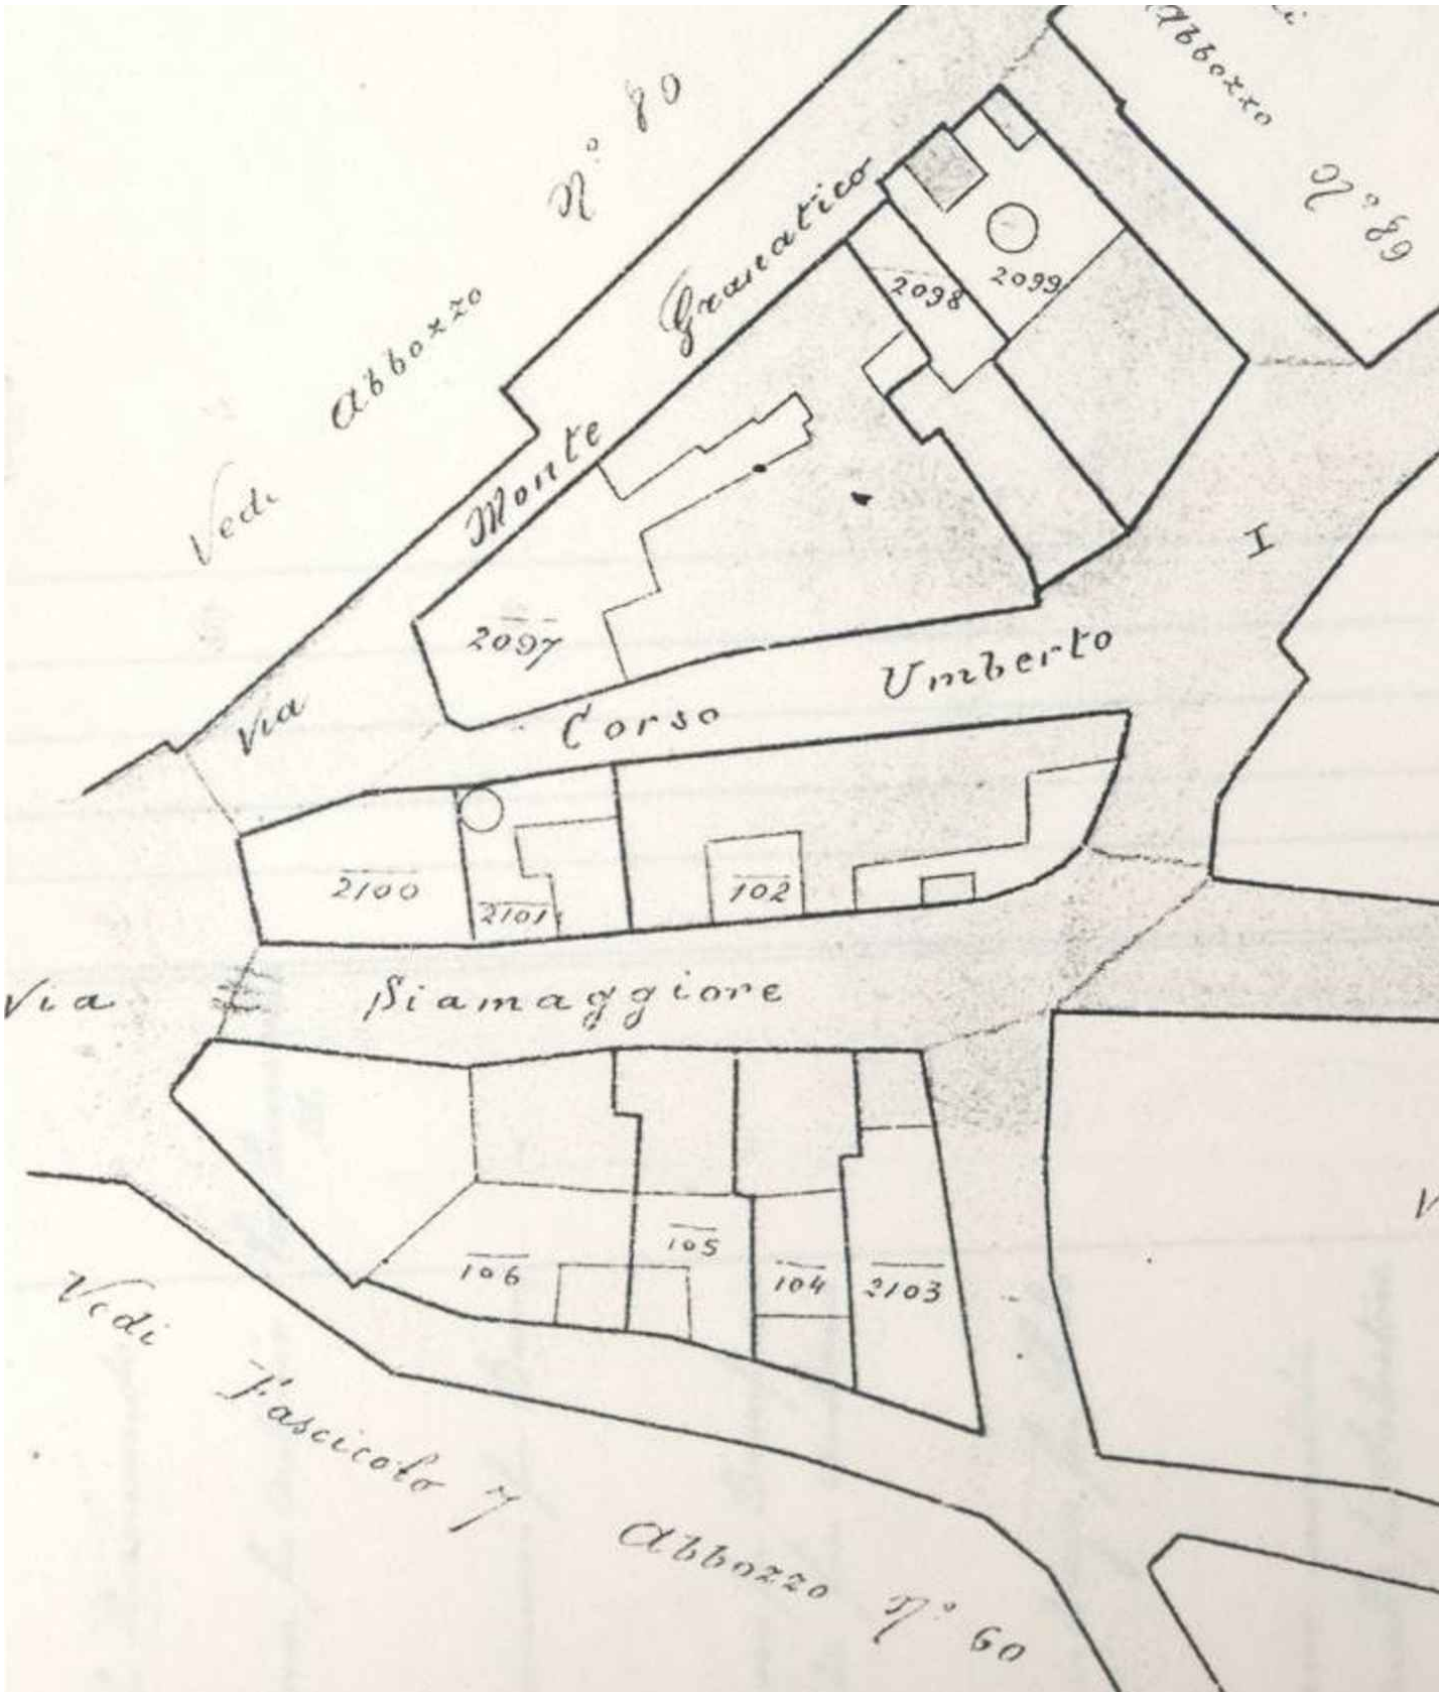 Vedi Abbozzo N.° 80
Abbozzo N.° 89
Via Monte Granatico
2099
2098
2097
Corso Umberto I
2100
2101
102
Via Siamaggiore
106
105
104
2103
Vedi Fascicolo 7 Abbozzo N.° 60